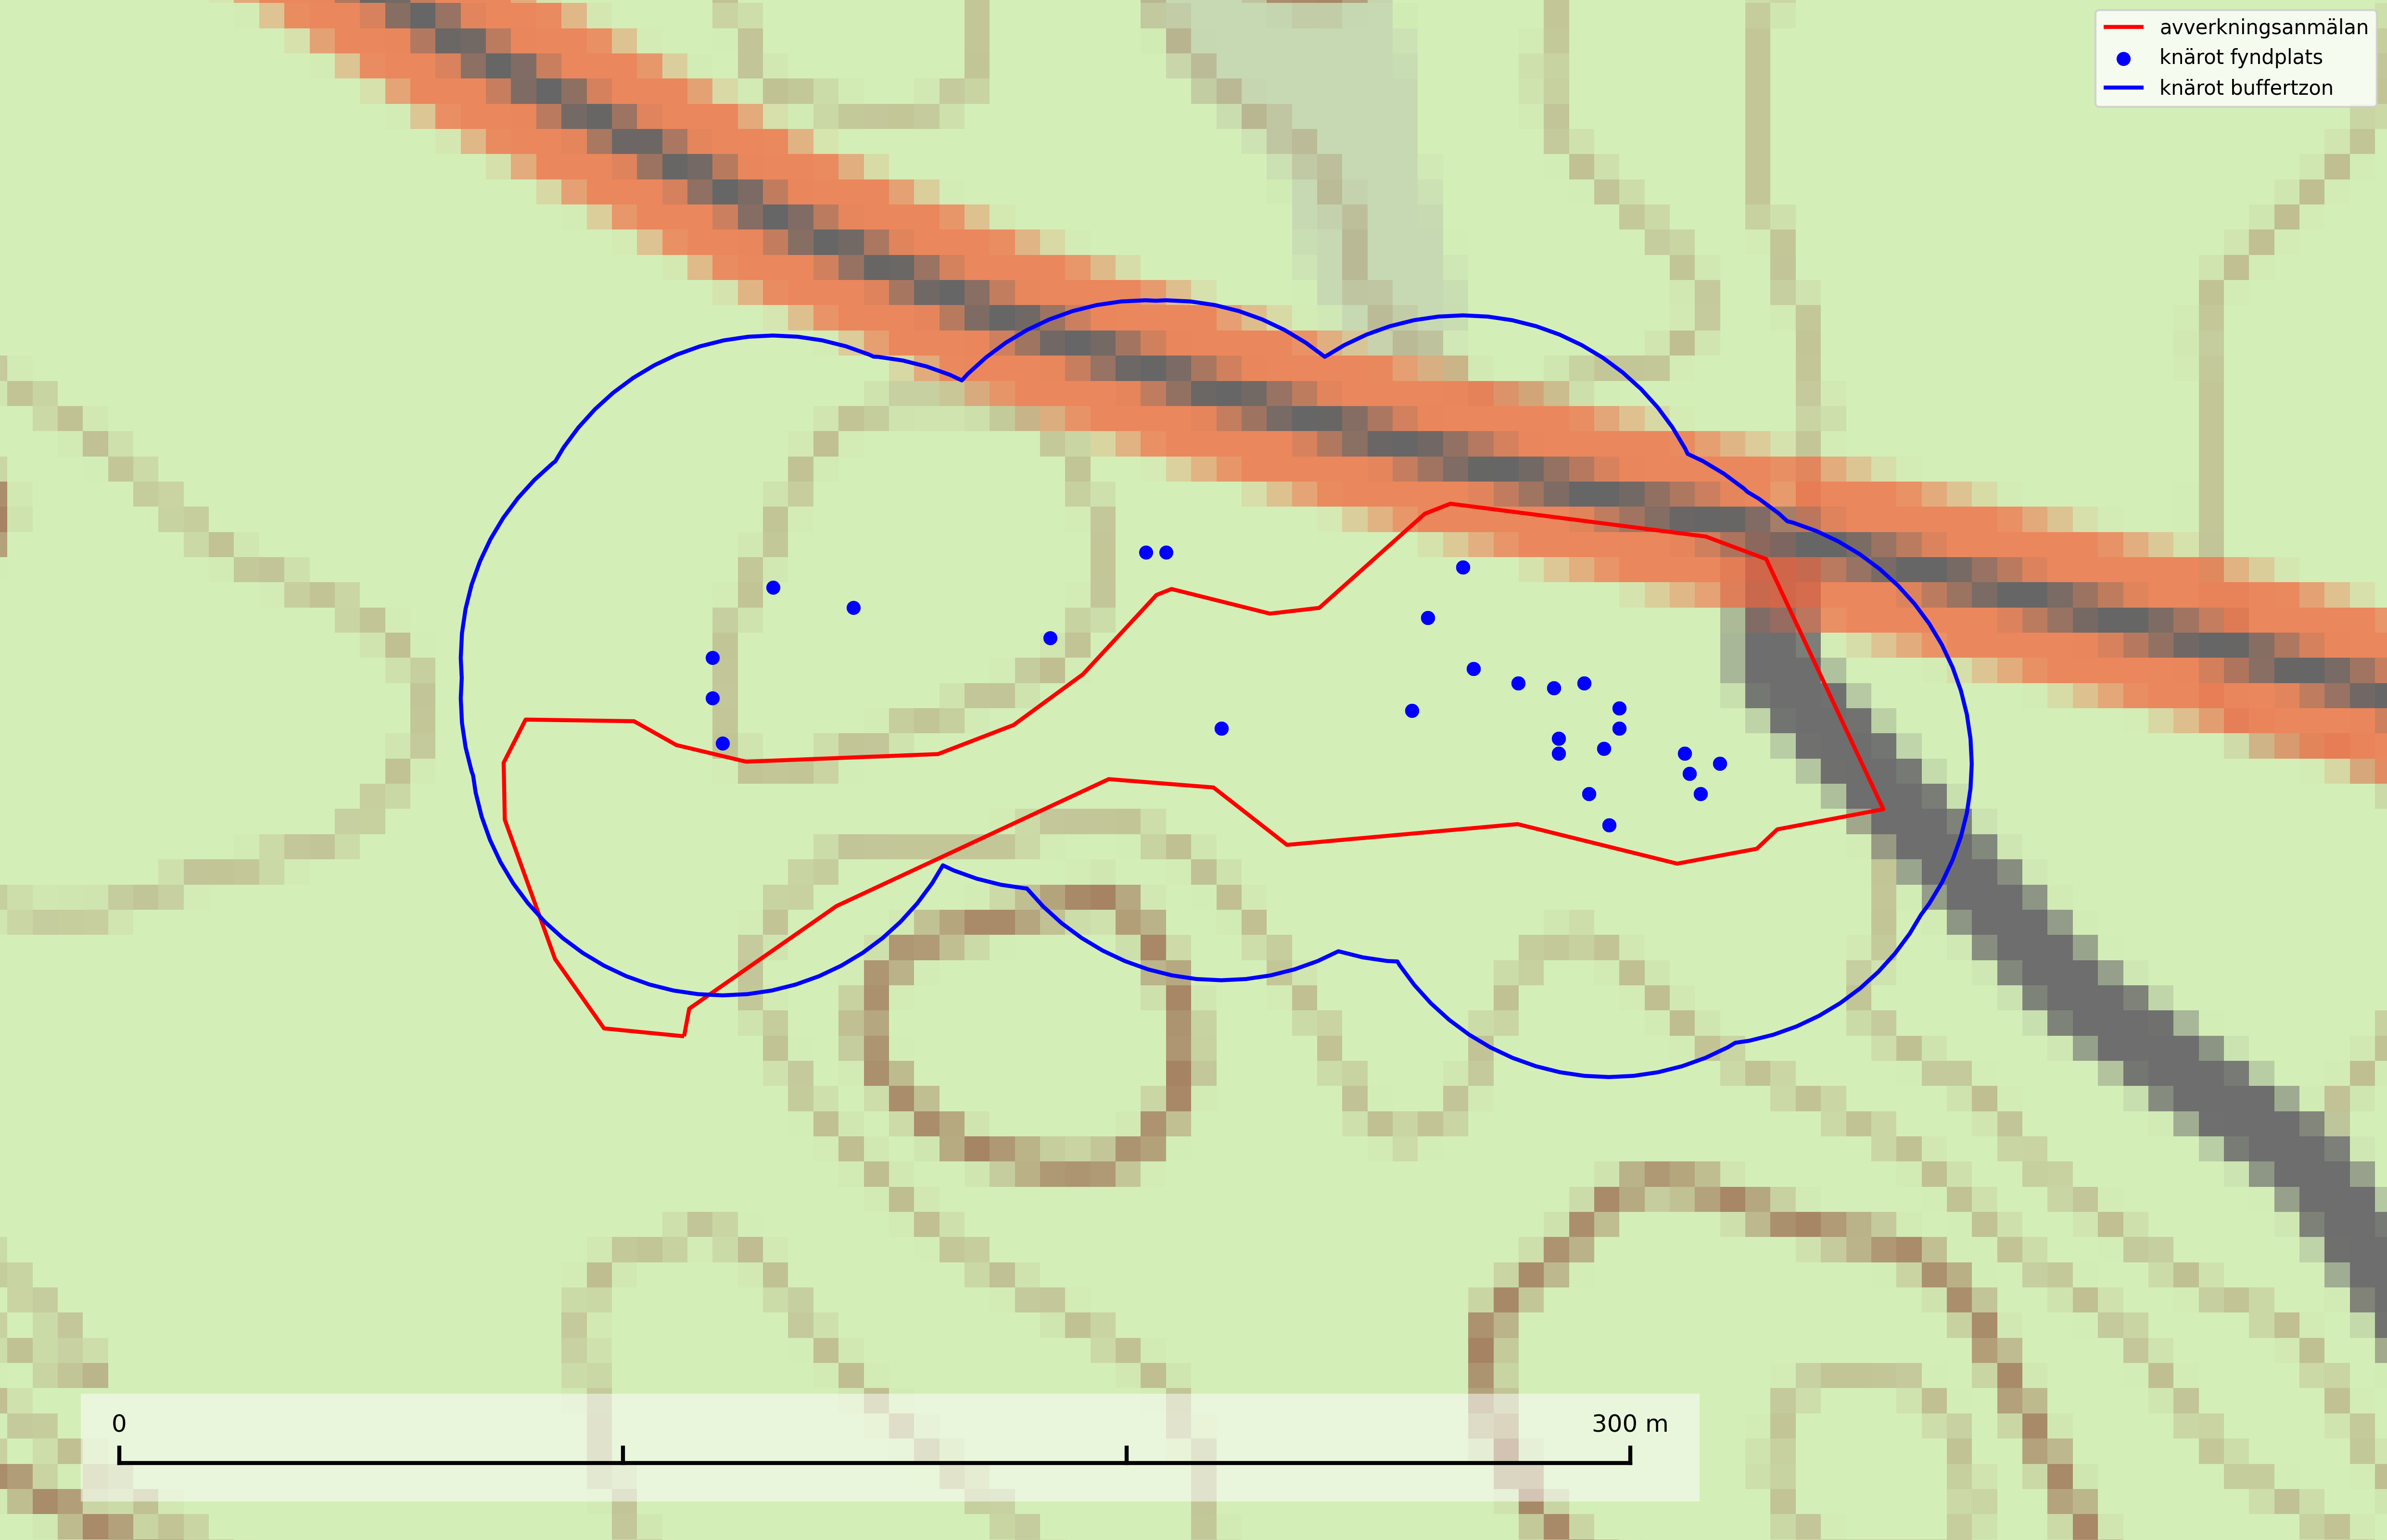 avverkningsanmälan
knärot fyndplats
knärot buffertzon
0
300 m